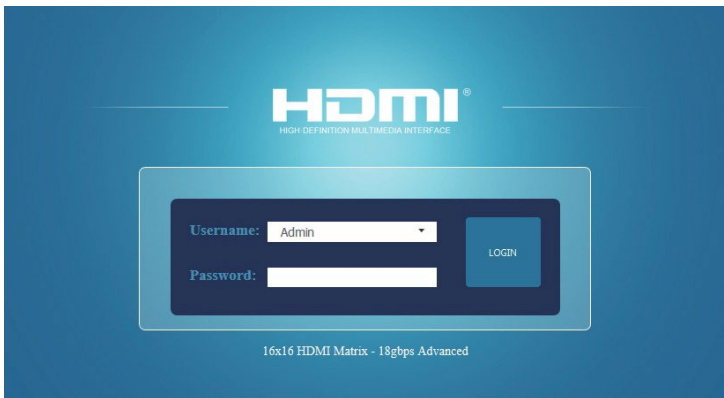 HDMI®
HIGH DEFINITION MULTIMEDIA INTERFACE
Username: Admin
LOGIN
Password:
16x16 HDMI Matrix - 18gbps Advanced